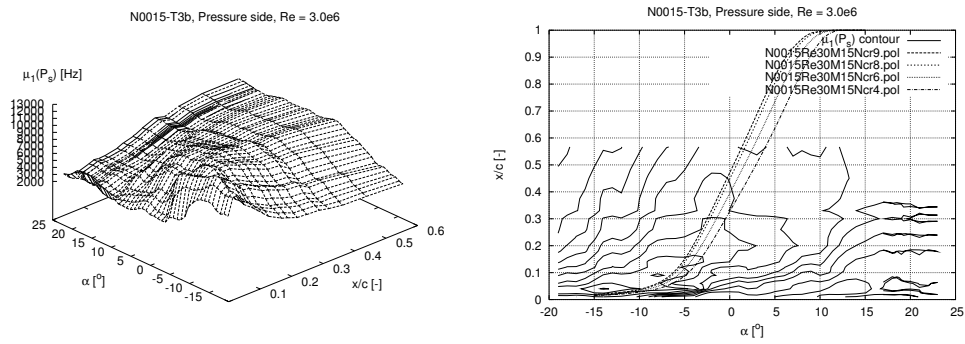 N0015-T3b, Pressure side, Re = 3.0e6
μ1(Ps) [Hz]
13000
12000
11000
10000
9000
8000
7000
6000
5000
4000
3000
2000
25
20
15
10
5
0
-5
-10
-15
α [o]
0.1
0.2
0.3
0.4
0.5
0.6
x/c [-]
N0015-T3b, Pressure side, Re = 3.0e6
μ1(Ps) contour
N0015Re30M15Ncr9.pol
N0015Re30M15Ncr8.pol
N0015Re30M15Ncr6.pol
N0015Re30M15Ncr4.pol
1
0.9
0.8
0.7
0.6
0.5
0.4
0.3
0.2
0.1
0
x/c [-]
-20 -15 -10 -5 0 5 10 15 20 25
α [o]